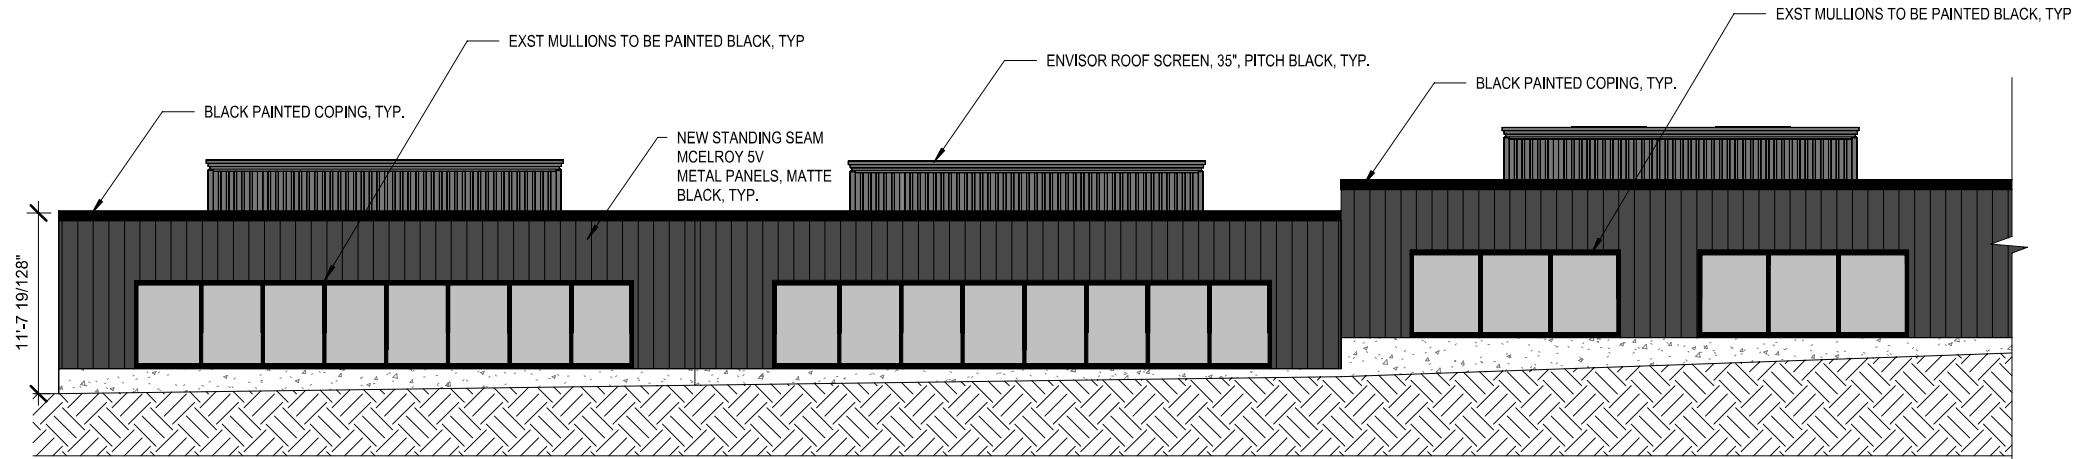 EXST MULLIONS TO BE PAINTED BLACK, TYP
EXST MULLIONS TO BE PAINTED BLACK, TYP
ENVISOR ROOF SCREEN, 35", PITCH BLACK, TYP.
BLACK PAINTED COPING, TYP.
BLACK PAINTED COPING, TYP.
NEW STANDING SEAM
MCELROY 5V
METAL PANELS, MATTE
BLACK, TYP.
11'-7 19/128"